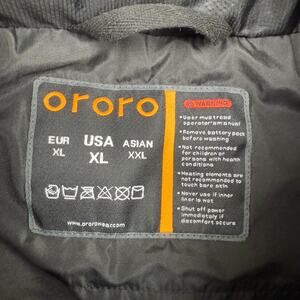 ororo
EUR USA ASIAN
XL XL XXL
www.ororowear.com
WARNING
• User must read
operator's manual
• Remove battery pack
before washing
• Not recommended
for children or
persons with health
conditions
• Heating elements are
not recommended to
touch bare skin
• Never use if inner
liner is wet
• Shut off power
immediately if
discomfort occurs